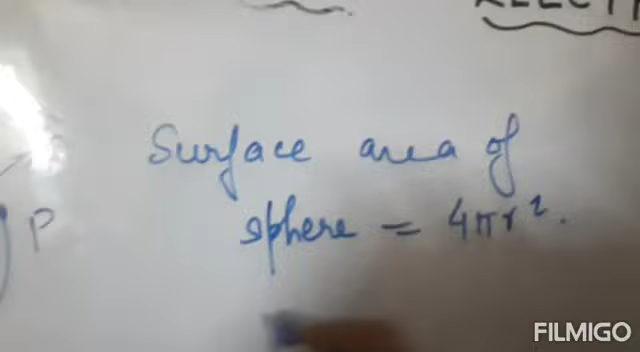 Surface area of
P
sphere = 4πr².
FILMIGO